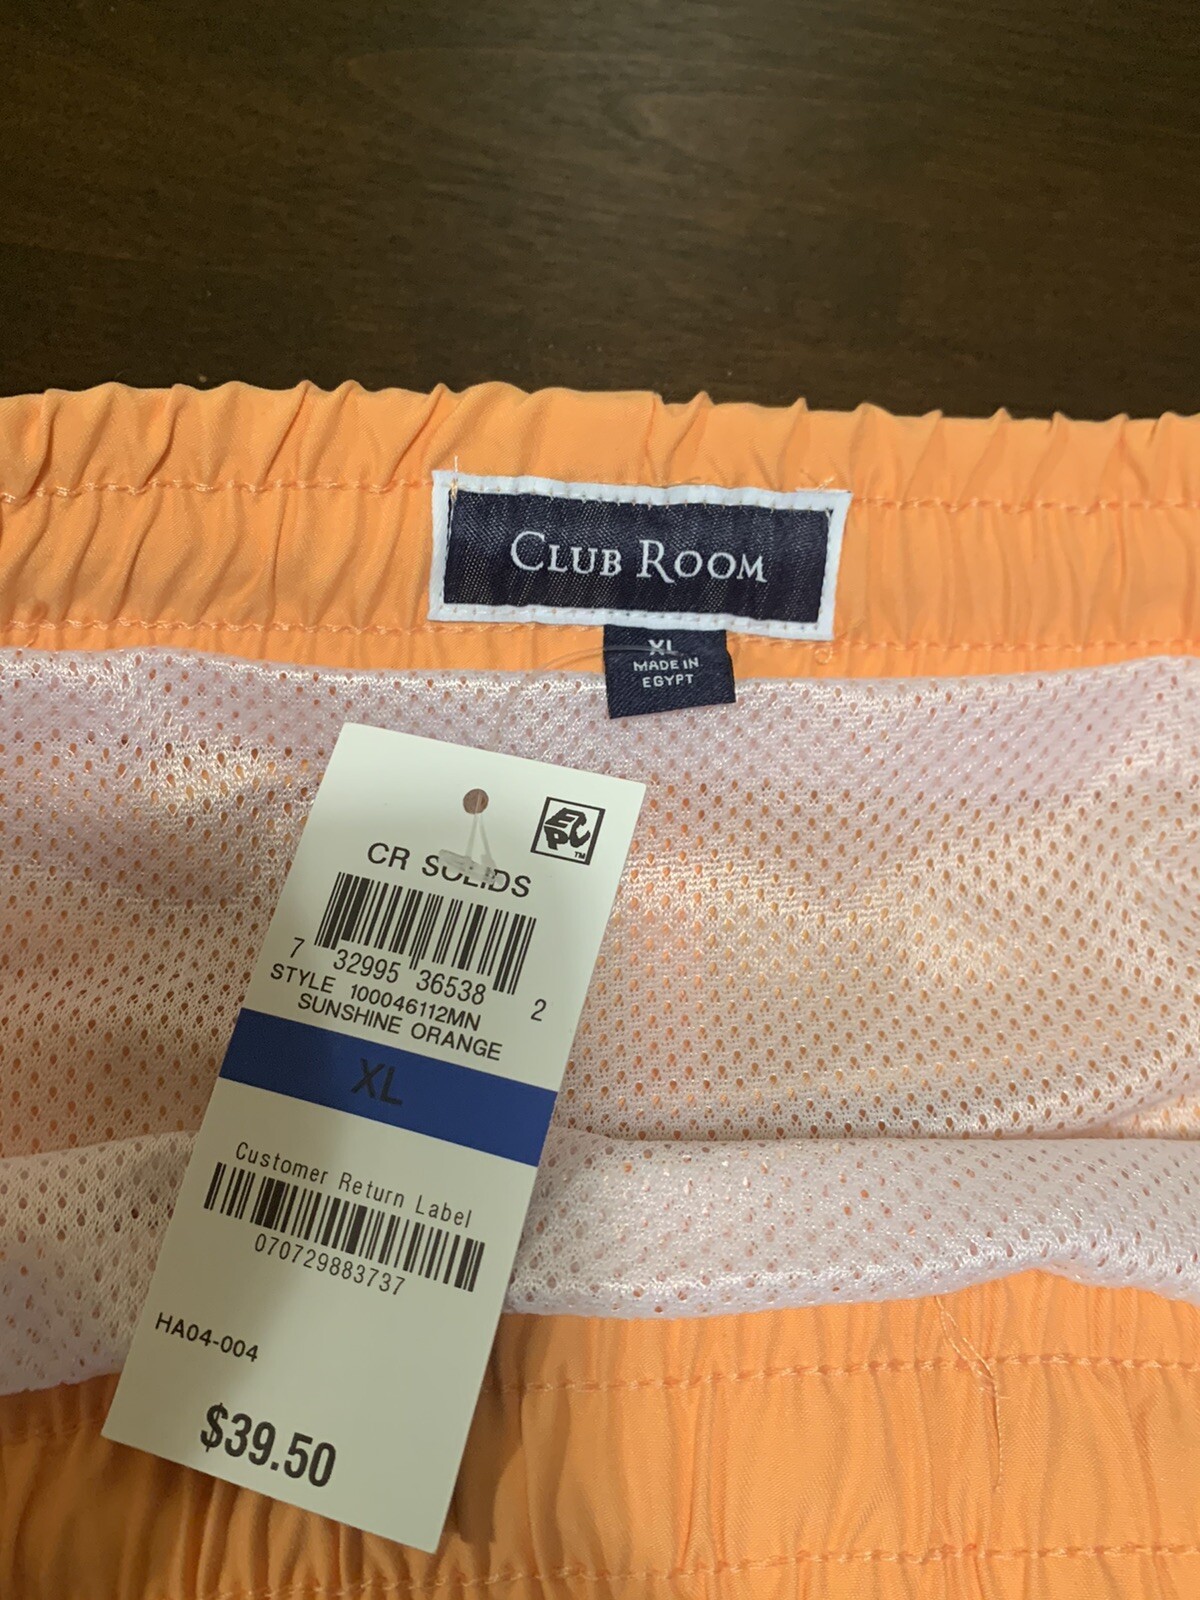 CLUB ROOM
XL
MADE IN
EGYPT
CR SOLIDS
7 32995 36538 2
STYLE 100046112MN
SUNSHINE ORANGE
XL
Customer Return Label
070729883737
HA04-004
$39.50